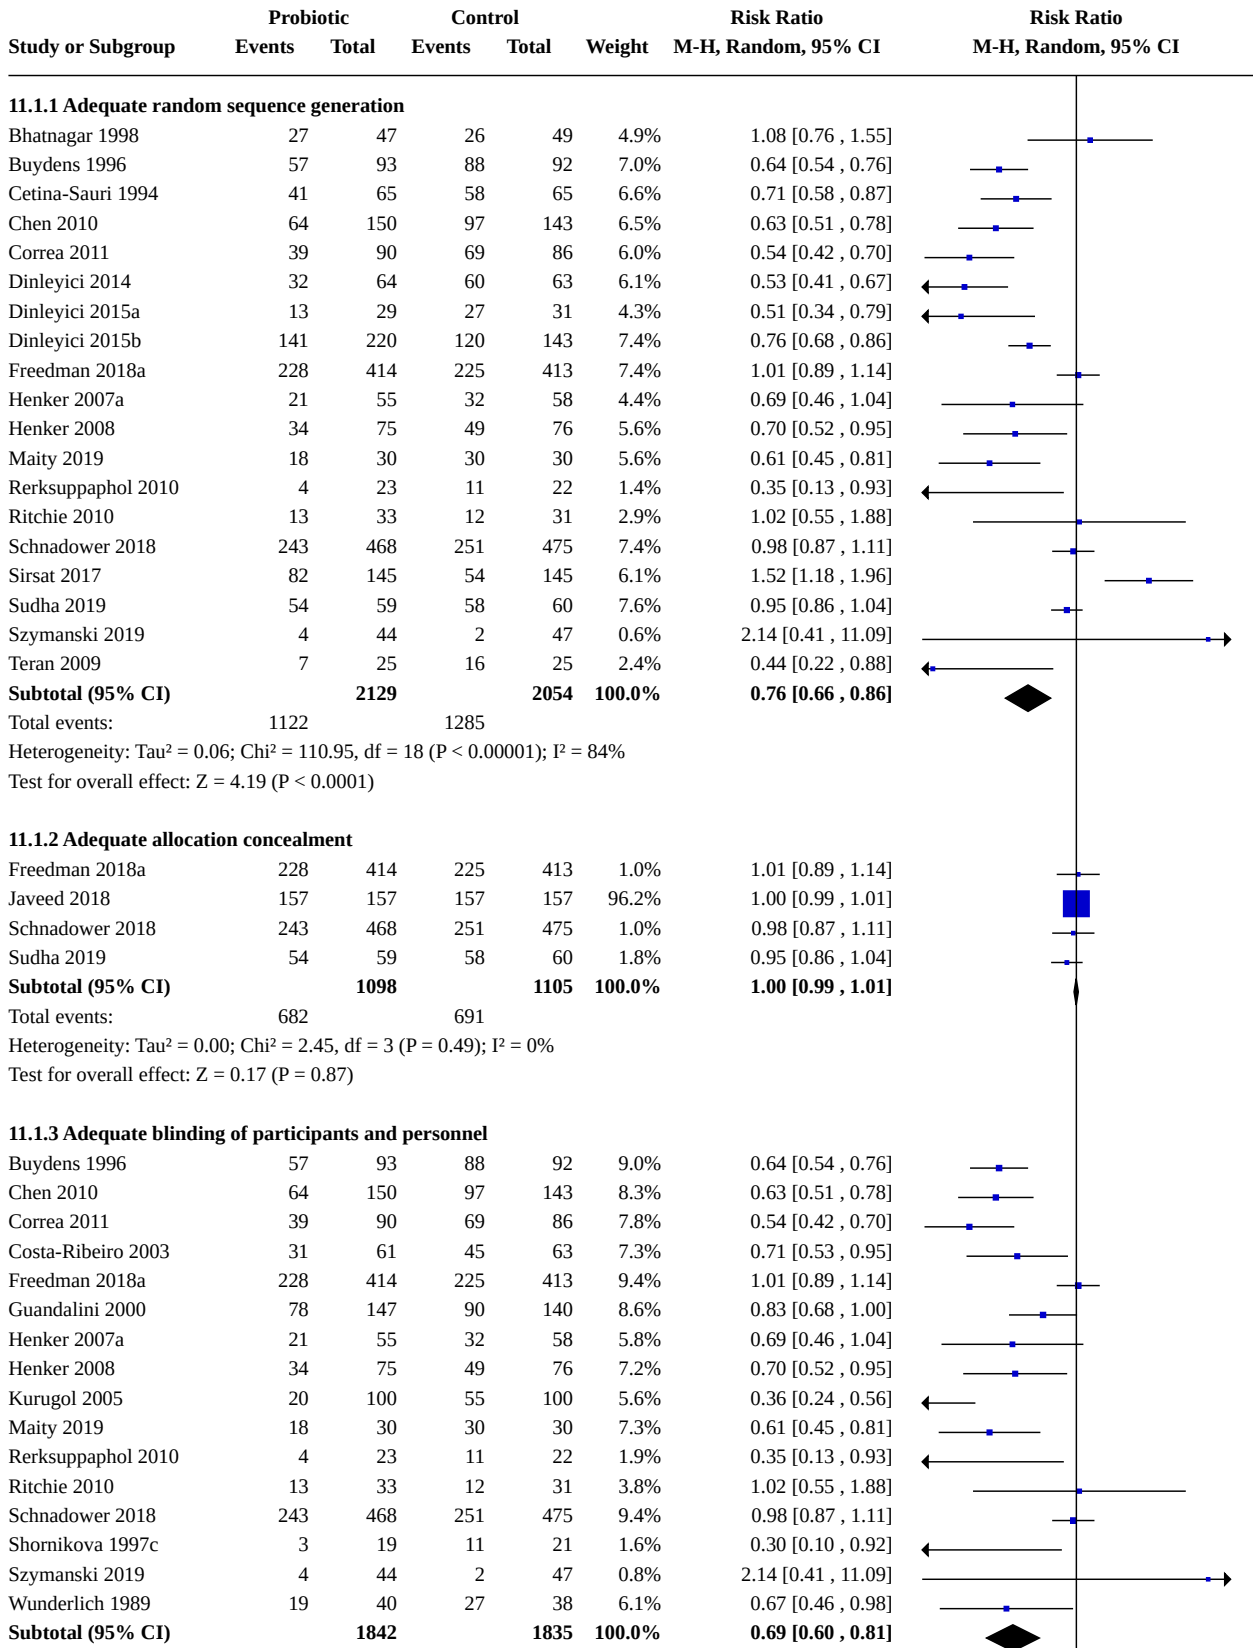 Probiotic Control Risk Ratio Risk Ratio
Study or Subgroup Events Total Events Total Weight M-H, Random, 95% CI M-H, Random, 95% CI
11.1.1 Adequate random sequence generation
Bhatnagar 1998 27 47 26 49 4.9% 1.08 [0.76 , 1.55]
Buydens 1996 57 93 88 92 7.0% 0.64 [0.54 , 0.76]
Cetina-Sauri 1994 41 65 58 65 6.6% 0.71 [0.58 , 0.87]
Chen 2010 64 150 97 143 6.5% 0.63 [0.51 , 0.78]
Correa 2011 39 90 69 86 6.0% 0.54 [0.42 , 0.70]
Dinleyici 2014 32 64 60 63 6.1% 0.53 [0.41 , 0.67]
Dinleyici 2015a 13 29 27 31 4.3% 0.51 [0.34 , 0.79]
Dinleyici 2015b 141 220 120 143 7.4% 0.76 [0.68 , 0.86]
Freedman 2018a 228 414 225 413 7.4% 1.01 [0.89 , 1.14]
Henker 2007a 21 55 32 58 4.4% 0.69 [0.46 , 1.04]
Henker 2008 34 75 49 76 5.6% 0.70 [0.52 , 0.95]
Maity 2019 18 30 30 30 5.6% 0.61 [0.45 , 0.81]
Rerksuppaphol 2010 4 23 11 22 1.4% 0.35 [0.13 , 0.93]
Ritchie 2010 13 33 12 31 2.9% 1.02 [0.55 , 1.88]
Schnadower 2018 243 468 251 475 7.4% 0.98 [0.87 , 1.11]
Sirsat 2017 82 145 54 145 6.1% 1.52 [1.18 , 1.96]
Sudha 2019 54 59 58 60 7.6% 0.95 [0.86 , 1.04]
Szymanski 2019 4 44 2 47 0.6% 2.14 [0.41 , 11.09]
Teran 2009 7 25 16 25 2.4% 0.44 [0.22 , 0.88]
Subtotal (95% CI) 2129 2054 100.0% 0.76 [0.66 , 0.86]
Total events: 1122 1285
Heterogeneity: Tau² = 0.06; Chi² = 110.95, df = 18 (P < 0.00001); I² = 84%
Test for overall effect: Z = 4.19 (P < 0.0001)
11.1.2 Adequate allocation concealment
Freedman 2018a 228 414 225 413 1.0% 1.01 [0.89 , 1.14]
Javeed 2018 157 157 157 157 96.2% 1.00 [0.99 , 1.01]
Schnadower 2018 243 468 251 475 1.0% 0.98 [0.87 , 1.11]
Sudha 2019 54 59 58 60 1.8% 0.95 [0.86 , 1.04]
Subtotal (95% CI) 1098 1105 100.0% 1.00 [0.99 , 1.01]
Total events: 682 691
Heterogeneity: Tau² = 0.00; Chi² = 2.45, df = 3 (P = 0.49); I² = 0%
Test for overall effect: Z = 0.17 (P = 0.87)
11.1.3 Adequate blinding of participants and personnel
Buydens 1996 57 93 88 92 9.0% 0.64 [0.54 , 0.76]
Chen 2010 64 150 97 143 8.3% 0.63 [0.51 , 0.78]
Correa 2011 39 90 69 86 7.8% 0.54 [0.42 , 0.70]
Costa-Ribeiro 2003 31 61 45 63 7.3% 0.71 [0.53 , 0.95]
Freedman 2018a 228 414 225 413 9.4% 1.01 [0.89 , 1.14]
Guandalini 2000 78 147 90 140 8.6% 0.83 [0.68 , 1.00]
Henker 2007a 21 55 32 58 5.8% 0.69 [0.46 , 1.04]
Henker 2008 34 75 49 76 7.2% 0.70 [0.52 , 0.95]
Kurugol 2005 20 100 55 100 5.6% 0.36 [0.24 , 0.56]
Maity 2019 18 30 30 30 7.3% 0.61 [0.45 , 0.81]
Rerksuppaphol 2010 4 23 11 22 1.9% 0.35 [0.13 , 0.93]
Ritchie 2010 13 33 12 31 3.8% 1.02 [0.55 , 1.88]
Schnadower 2018 243 468 251 475 9.4% 0.98 [0.87 , 1.11]
Shornikova 1997c 3 19 11 21 1.6% 0.30 [0.10 , 0.92]
Szymanski 2019 4 44 2 47 0.8% 2.14 [0.41 , 11.09]
Wunderlich 1989 19 40 27 38 6.1% 0.67 [0.46 , 0.98]
Subtotal (95% CI) 1842 1835 100.0% 0.69 [0.60 , 0.81]